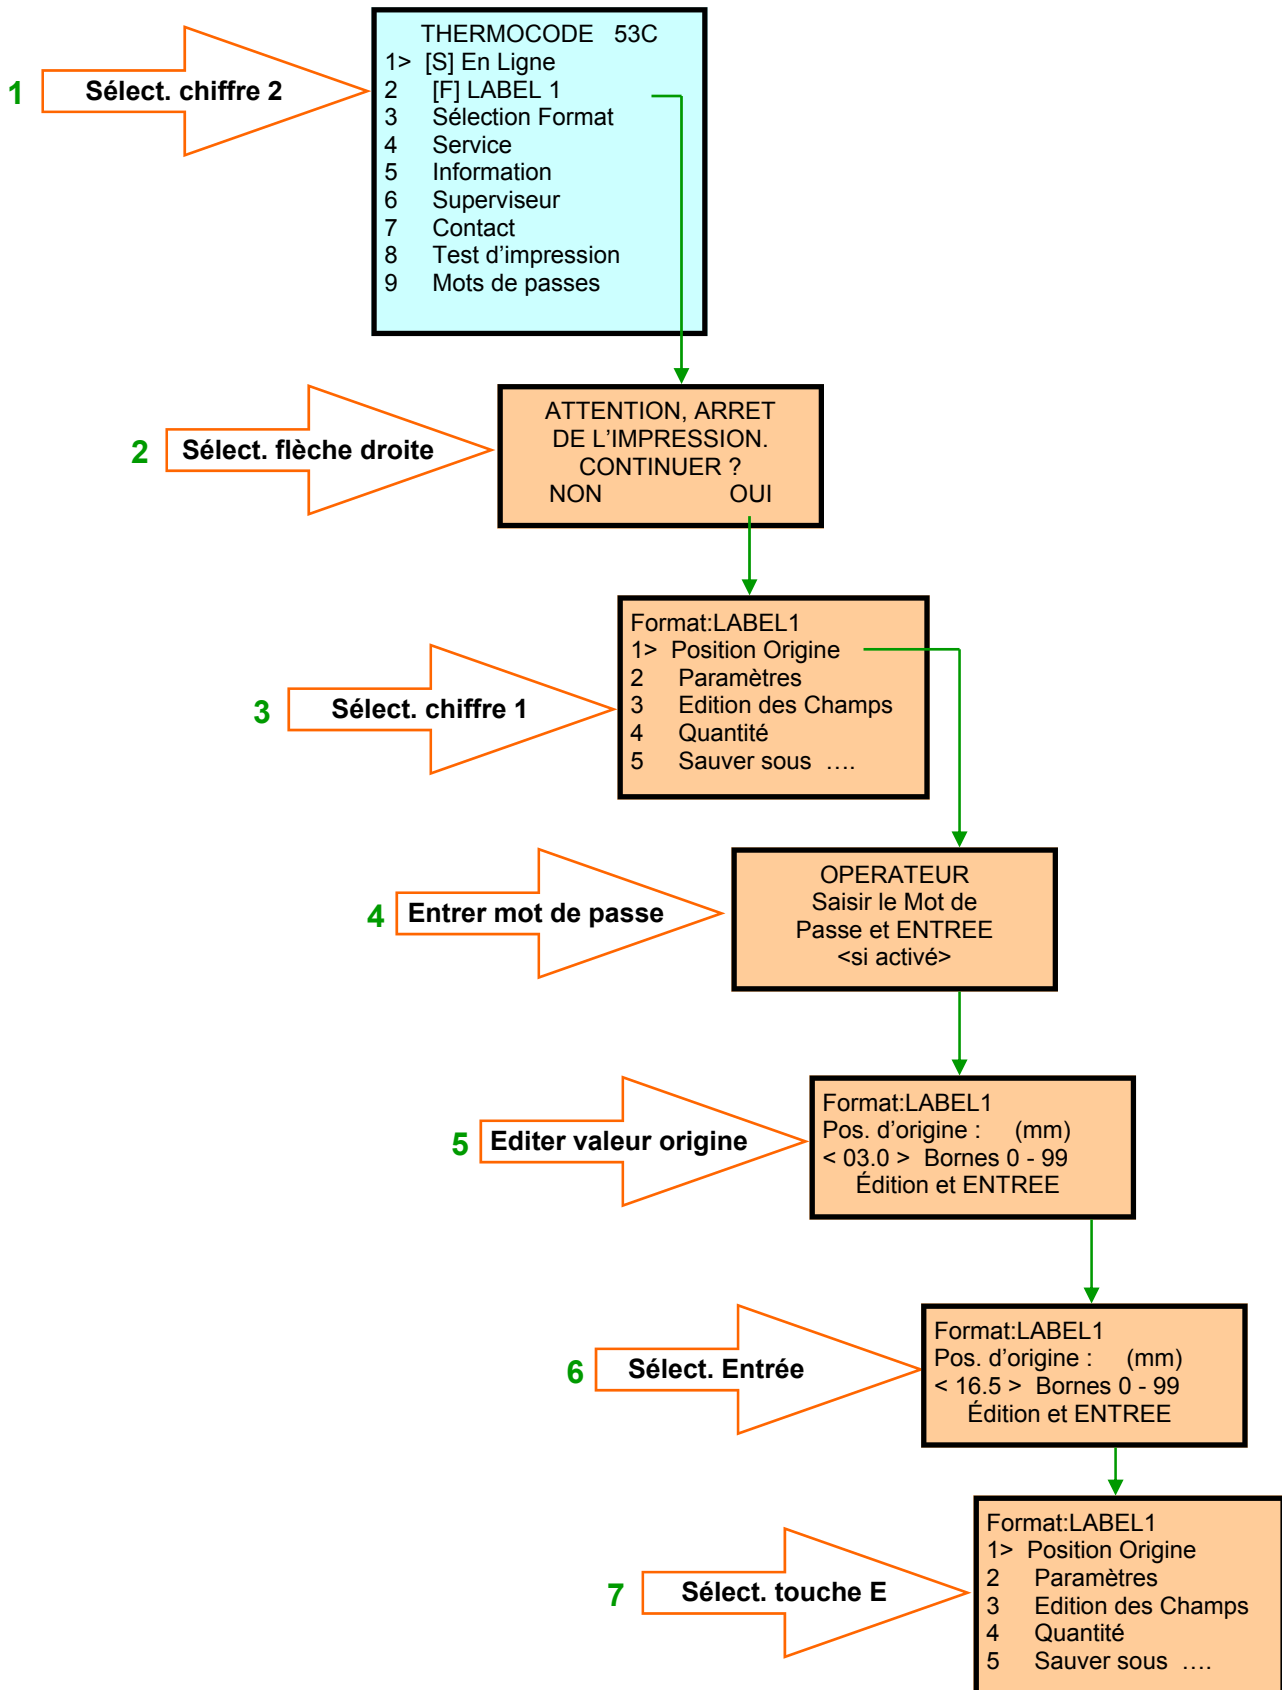 THERMOCODE 53C
1> [S] En Ligne
2 [F] LABEL 1
3 Sélection Format
4 Service
5 Information
6 Superviseur
7 Contact
8 Test d’impression
9 Mots de passes
1 Sélect. chiffre 2
ATTENTION, ARRET
DE L’IMPRESSION.
CONTINUER ?
NON OUI
2 Sélect. flèche droite
Format:LABEL1
1> Position Origine
2 Paramètres
3 Edition des Champs
4 Quantité
5 Sauver sous ….
3 Sélect. chiffre 1
OPERATEUR
Saisir le Mot de
Passe et ENTREE
<si activé>
4 Entrer mot de passe
Format:LABEL1
Pos. d’origine : (mm)
< 03.0 > Bornes 0 - 99
Édition et ENTREE
5 Editer valeur origine
Format:LABEL1
Pos. d’origine : (mm)
< 16.5 > Bornes 0 - 99
Édition et ENTREE
6 Sélect. Entrée
Format:LABEL1
1> Position Origine
2 Paramètres
3 Edition des Champs
4 Quantité
5 Sauver sous ….
7 Sélect. touche E